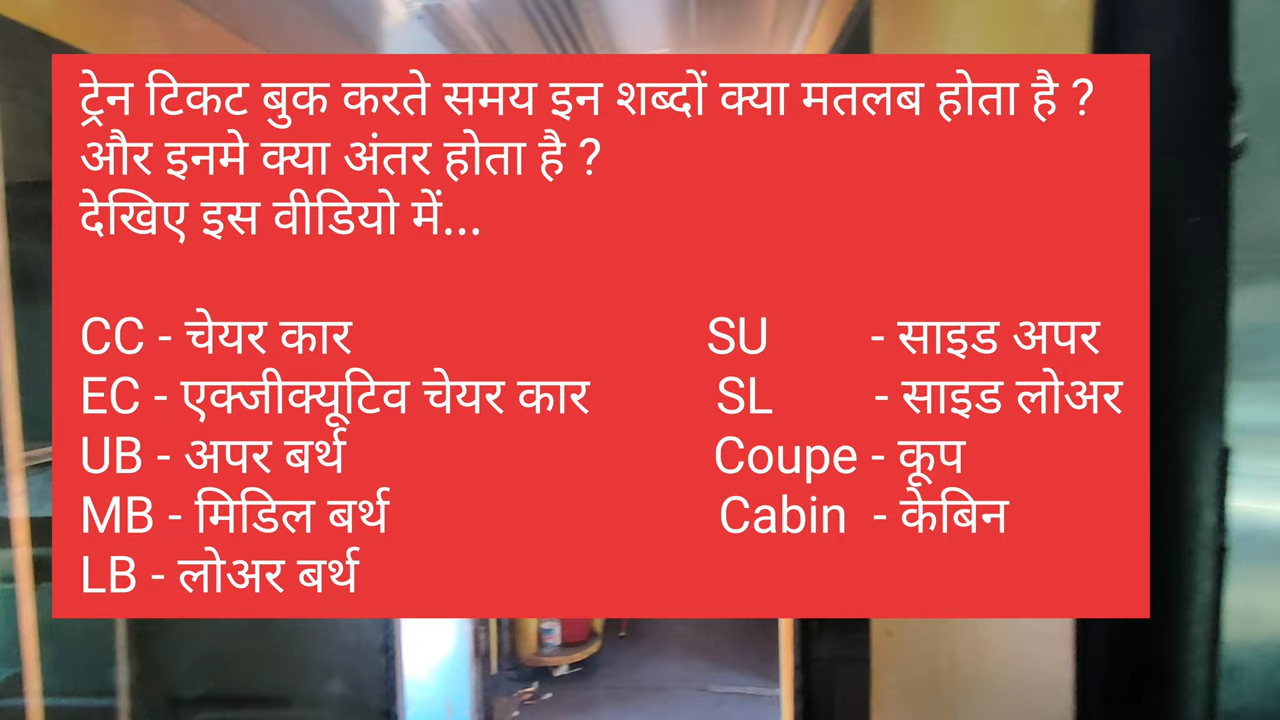 ट्रेन टिकट बुक करते समय इन शब्दों क्या मतलब होता है ?
और इनमे क्या अंतर होता है ?
देखिए इस वीडियो में...
CC - चेयर कार SU - साइड अपर
EC - एक्जीक्यूटिव चेयर कार SL - साइड लोअर
UB - अपर बर्थ Coupe - कूप
MB - मिडिल बर्थ Cabin - केबिन
LB - लोअर बर्थ